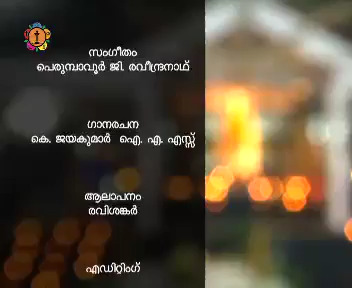 സംഗീതം
പെരുമ്പാവൂർ ജി. രവീന്ദ്രനാഥ്
ഗാനരചന
കെ. ജയകുമാർ ഐ. എ. എസ്സ്
ആലാപനം
രവിശങ്കർ
എഡിറ്റിംഗ്